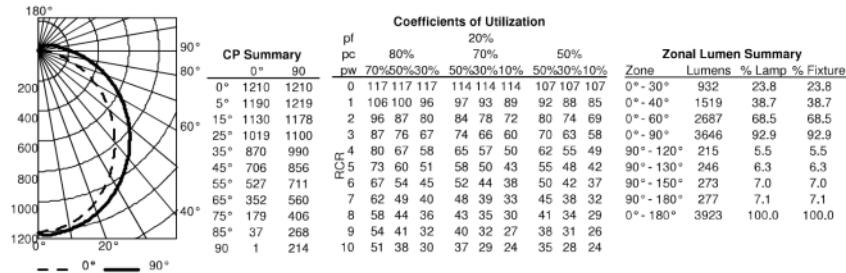 180°
90°
80°
200
400
60°
600
800
1000
40°
1200
0° 20°
0° 90°
CP Summary
0° 90
0° 1210 1210
5° 1190 1219
15° 1130 1178
25° 1019 1100
35° 870 990
45° 706 856
55° 527 711
65° 352 560
75° 179 406
85° 37 268
90 1 214
Coefficients of Utilization
pf 20%
pc 80% 70% 50%
pw 70%50%30% 50%30%10% 50%30%10%
RCR
0 117 117 117 114 114 114 107 107 107
1 106 100 96 97 93 89 92 88 85
2 96 87 80 84 78 72 80 74 69
3 87 76 67 74 66 60 70 63 58
4 80 67 58 65 57 50 62 55 49
5 73 60 51 58 50 43 55 48 42
6 67 54 45 52 44 38 50 42 37
7 62 49 40 48 39 33 45 38 32
8 58 44 36 43 35 30 41 34 29
9 54 41 32 40 32 27 38 31 26
10 51 38 30 37 29 24 35 28 24
Zonal Lumen Summary
Zone Lumens % Lamp % Fixture
0° - 30° 932 23.8 23.8
0° - 40° 1519 38.7 38.7
0° - 60° 2687 68.5 68.5
0° - 90° 3646 92.9 92.9
90° - 120° 215 5.5 5.5
90° - 130° 246 6.3 6.3
90° - 150° 273 7.0 7.0
90° - 180° 277 7.1 7.1
0° - 180° 3923 100.0 100.0